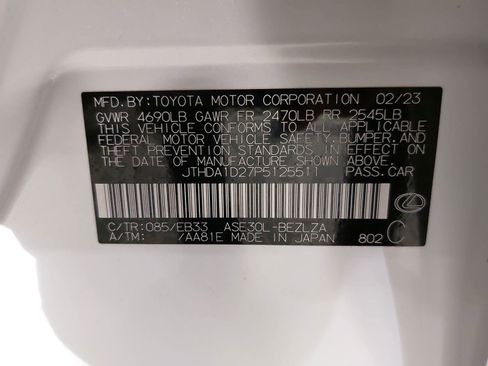 MFD.BY:TOYOTA MOTOR CORPORATION 02/23
GVWR 4690LB GAWR FR 2470LB RR 2545LB
THIS VEHICLE CONFORMS TO ALL APPLICABLE
FEDERAL MOTOR VEHICLE SAFETY,BUMPER,AND
THEFT PREVENTION STANDARDS IN EFFECT ON
THE DATE OF MANUFACTURE SHOWN ABOVE.
JTHDA1D27P5125511 PASS.CAR
C/TR:085/EB33 ASE30L-BEZLZA
A/TM: /AA81E MADE IN JAPAN 802 C